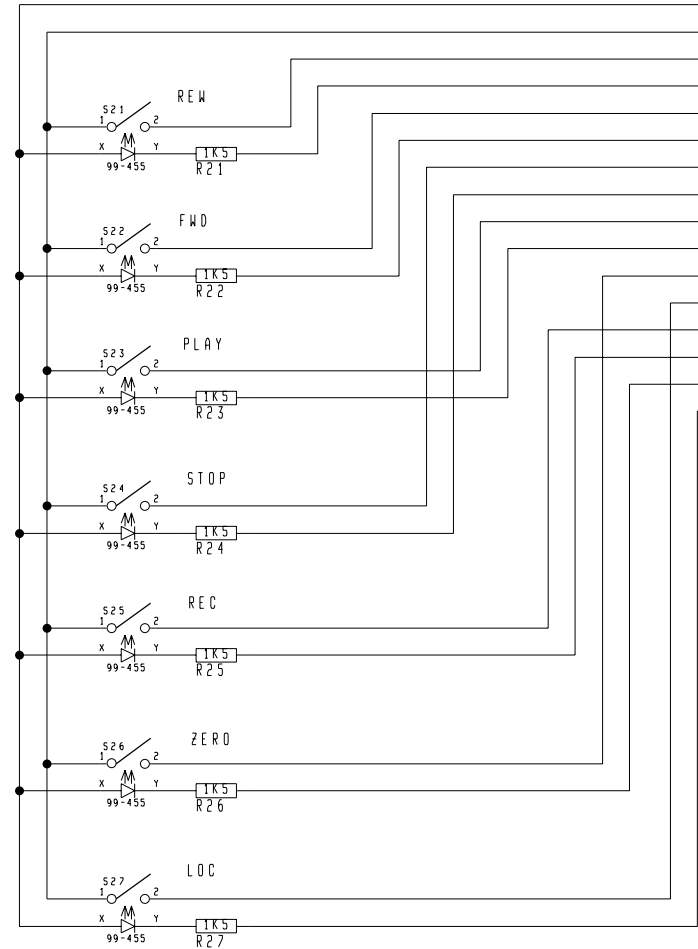 REW
S21
1 2
X Y 1K5
99-455 R21
FWD
S22
1 2
X Y 1K5
99-455 R22
PLAY
S23
1 2
X Y 1K5
99-455 R23
STOP
S24
1 2
X Y 1K5
99-455 R24
REC
S25
1 2
X Y 1K5
99-455 R25
ZERO
S26
1 2
X Y 1K5
99-455 R26
LOC
S27
1 2
X Y 1K5
99-455 R27